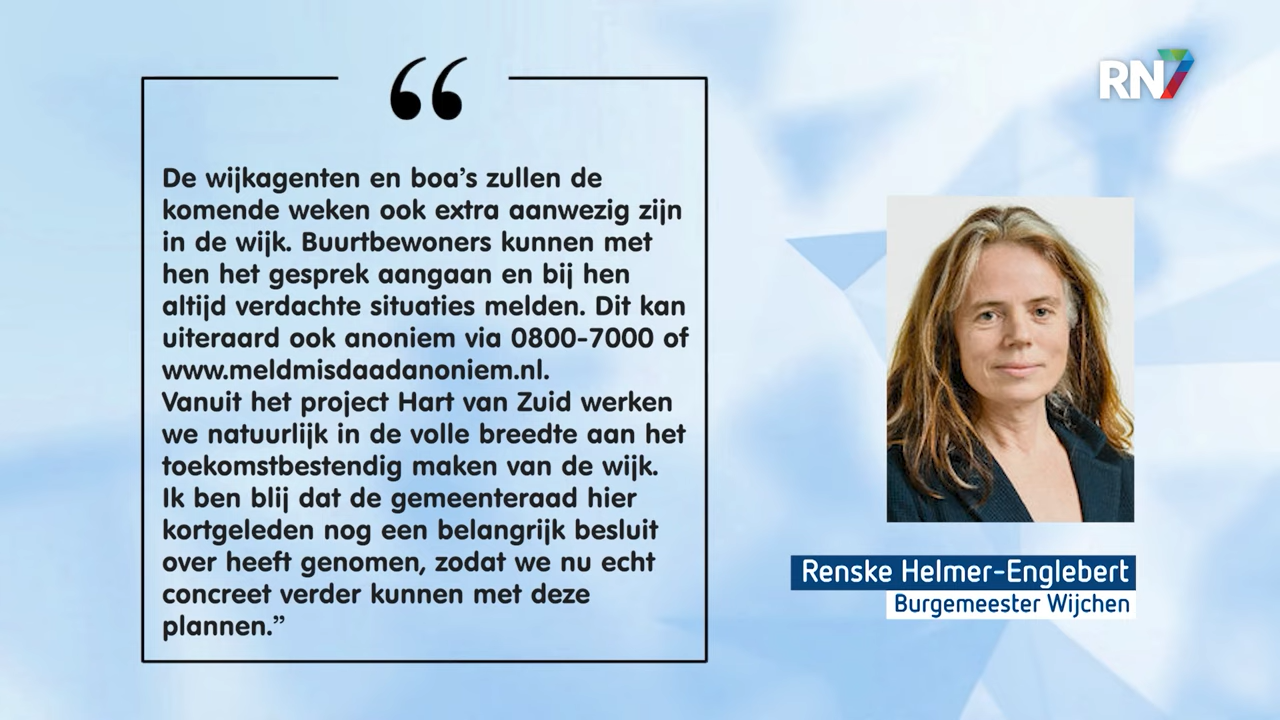 RN7
“
De wijkagenten en boa’s zullen de
komende weken ook extra aanwezig zijn
in de wijk. Buurtbewoners kunnen met
hen het gesprek aangaan en bij hen
altijd verdachte situaties melden. Dit kan
uiteraard ook anoniem via 0800-7000 of
www.meldmisdaadanoniem.nl.
Vanuit het project Hart van Zuid werken
we natuurlijk in de volle breedte aan het
toekomstbestendig maken van de wijk.
Ik ben blij dat de gemeenteraad hier
kortgeleden nog een belangrijk besluit
over heeft genomen, zodat we nu echt
concreet verder kunnen met deze
plannen.”
Renske Helmer-Englebert
Burgemeester Wijchen